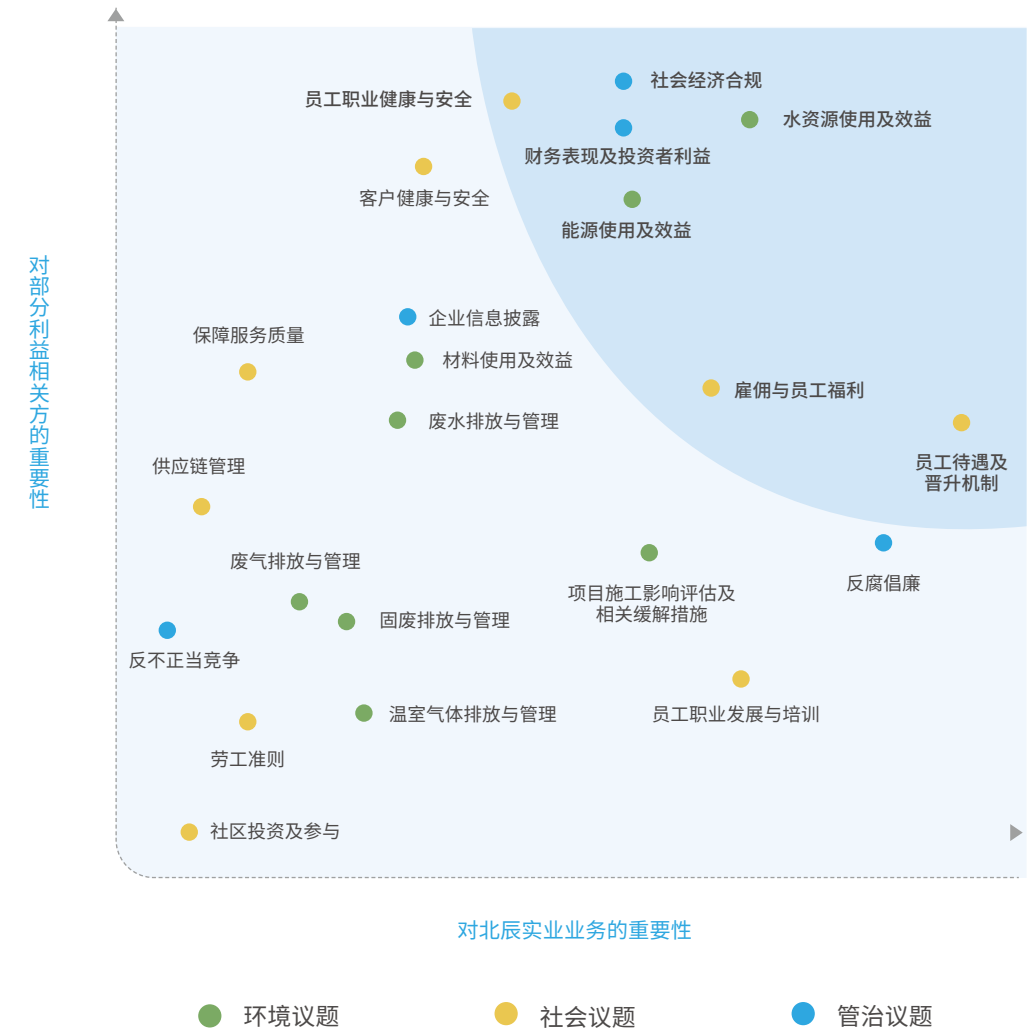 社会经济合规
员工职业健康与安全
水资源使用及效益
财务表现及投资者利益
客户健康与安全
能源使用及效益
对部分利益相关方的重要性
企业信息披露
保障服务质量
材料使用及效益
雇佣与员工福利
废水排放与管理
员工待遇及
晋升机制
供应链管理
废气排放与管理
反腐倡廉
项目施工影响评估及
相关缓解措施
固废排放与管理
反不正当竞争
温室气体排放与管理
员工职业发展与培训
劳工准则
社区投资及参与
对北辰实业业务的重要性
环境议题
社会议题
管治议题